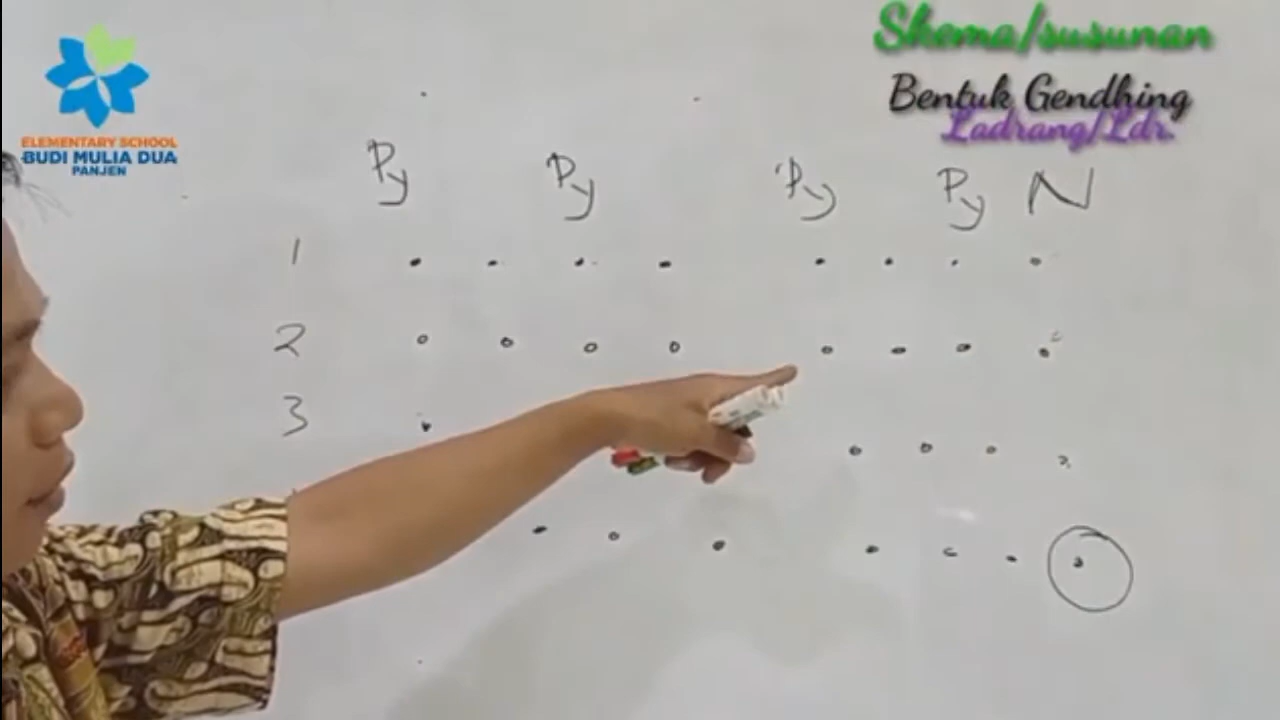 ELEMENTARY SCHOOL
BUDI MULIA DUA
PANJEN
Skema/susunan
Bentuk Gendhing
Ladrang/Ldr.
Py Py Py Py N
1 . . . . . . . .
2 . . . . . . . .
3 . . . . .
. . . . . . .